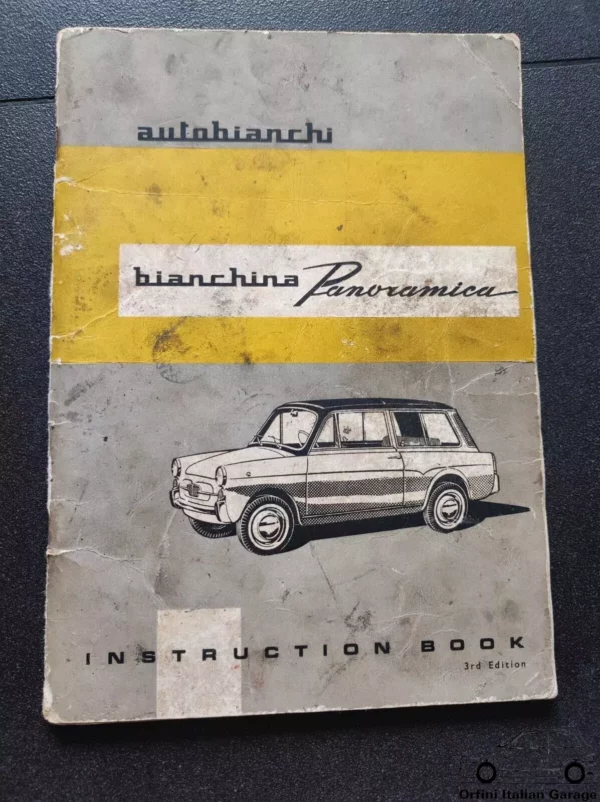 autobianchi
bianchina Panoramica
INSTRUCTION BOOK
3rd Edition
Orfini Italian Garage